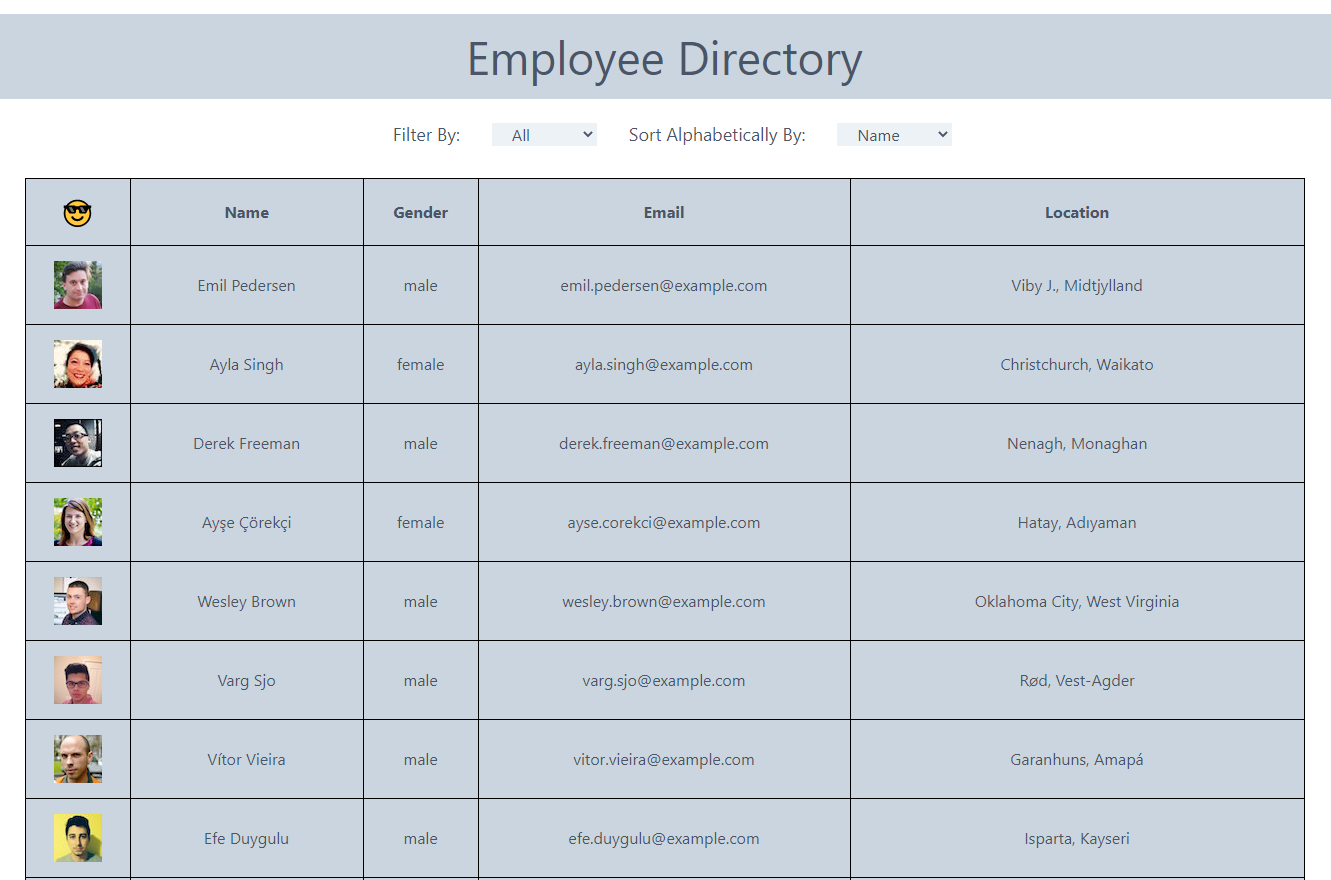 Employee Directory
Filter By: All Sort Alphabetically By: Name
Name Gender Email Location
Emil Pedersen male emil.pedersen@example.com Viby J., Midtjylland
Ayla Singh female ayla.singh@example.com Christchurch, Waikato
Derek Freeman male derek.freeman@example.com Nenagh, Monaghan
Ayşe Çörekçi female ayse.corekci@example.com Hatay, Adıyaman
Wesley Brown male wesley.brown@example.com Oklahoma City, West Virginia
Varg Sjo male varg.sjo@example.com Rød, Vest-Agder
Vítor Vieira male vitor.vieira@example.com Garanhuns, Amapá
Efe Duygulu male efe.duygulu@example.com Isparta, Kayseri